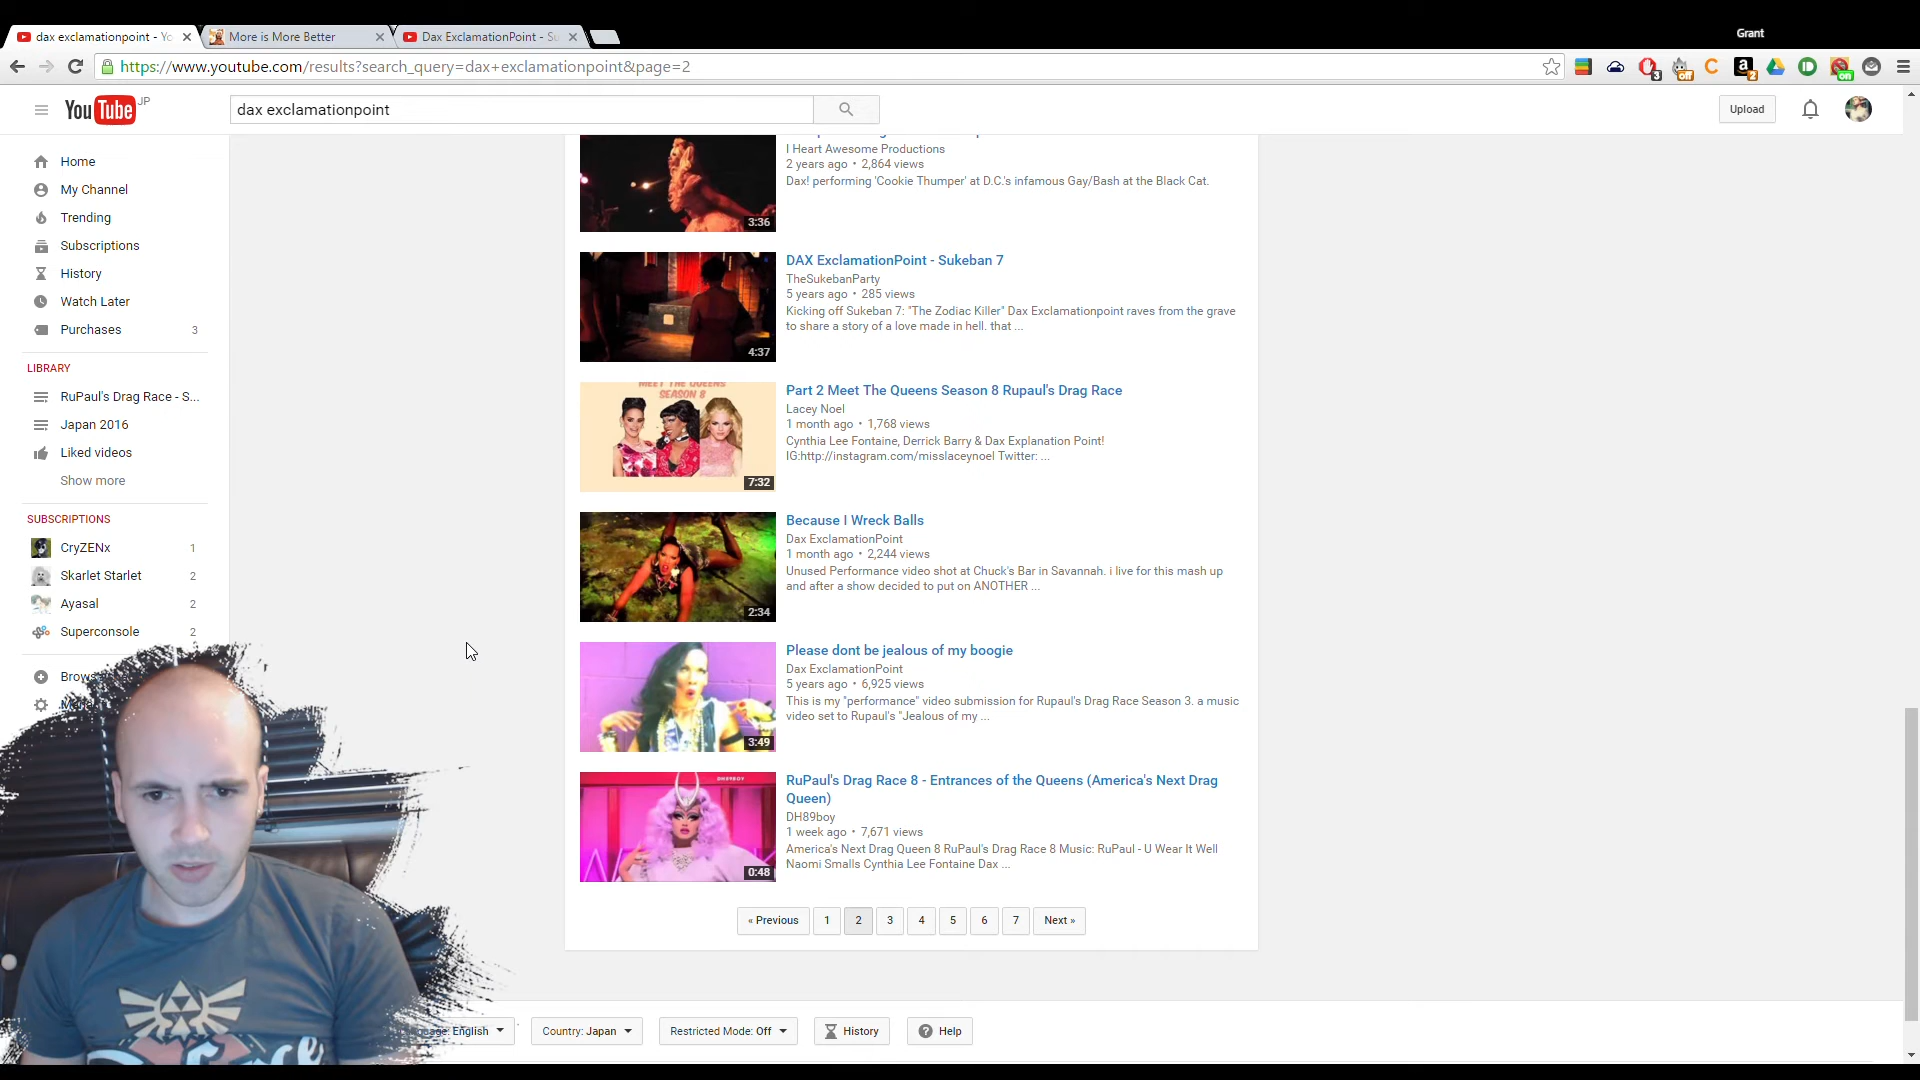 Grant
dax exclamationpoint - Yo
More is More Better
Dax ExclamationPoint - Su
https://www.youtube.com/results?search_query=dax+exclamationpoint&page=2
YouTube JP
dax exclamationpoint
Upload
Home
My Channel
Trending
Subscriptions
History
Watch Later
Purchases 3
LIBRARY
RuPaul's Drag Race - S...
Japan 2016
Liked videos
Show more
SUBSCRIPTIONS
CryZENx 1
Skarlet Starlet 2
Ayasal 2
Superconsole 2
I Heart Awesome Productions
2 years ago • 2,864 views
Dax! performing 'Cookie Thumper' at D.C.'s infamous Gay/Bash at the Black Cat.
3:36
DAX ExclamationPoint - Sukeban 7
TheSukebanParty
5 years ago • 285 views
Kicking off Sukeban 7: "The Zodiac Killer" Dax Exclamationpoint raves from the grave
to share a story of a love made in hell. that ...
4:37
MEET THE QUEENS
SEASON 8
7:32
Part 2 Meet The Queens Season 8 Rupaul's Drag Race
Lacey Noel
1 month ago • 1,768 views
Cynthia Lee Fontaine, Derrick Barry & Dax Explanation Point!
IG:http://instagram.com/misslaceynoel Twitter: ...
Because I Wreck Balls
Dax ExclamationPoint
1 month ago • 2,244 views
Unused Performance video shot at Chuck's Bar in Savannah. i live for this mash up
and after a show decided to put on ANOTHER ...
2:34
Please dont be jealous of my boogie
Dax ExclamationPoint
5 years ago • 6,925 views
This is my "performance" video submission for Rupaul's Drag Race Season 3. a music
video set to Rupaul's "Jealous of my ...
3:49
DH89BOY
RuPaul's Drag Race 8 - Entrances of the Queens (America's Next Drag
Queen)
DH89boy
1 week ago • 7,671 views
America's Next Drag Queen 8 RuPaul's Drag Race 8 Music: RuPaul - U Wear It Well
Naomi Smalls Cynthia Lee Fontaine Dax ...
0:48
« Previous 1 2 3 4 5 6 7 Next »
English
Country: Japan
Restricted Mode: Off
History
Help